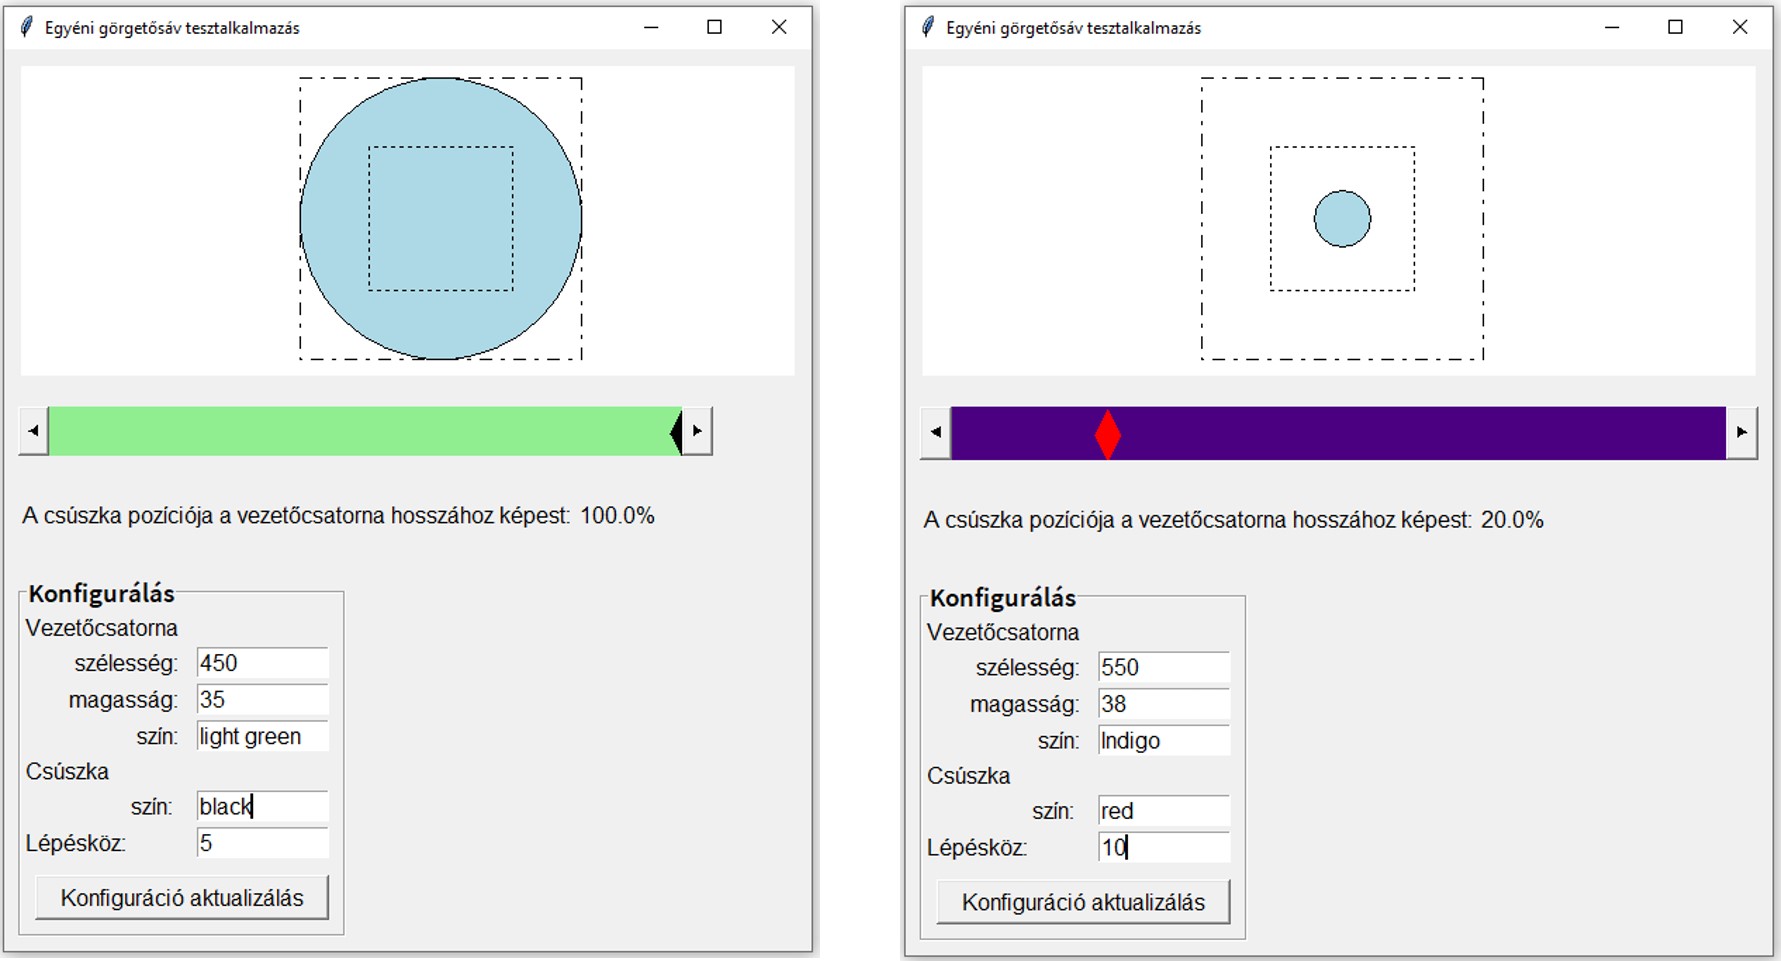 Egyéni görgetősáv tesztalkalmazás
A csúszka pozíciója a vezetőcsatorna hosszához képest: 100.0%
Konfigurálás
Vezetőcsatorna
szélesség: 450
magasság: 35
szín: light green
Csúszka
szín: black
Lépésköz: 5
Konfiguráció aktualizálás
Egyéni görgetősáv tesztalkalmazás
A csúszka pozíciója a vezetőcsatorna hosszához képest: 20.0%
Konfigurálás
Vezetőcsatorna
szélesség: 550
magasság: 38
szín: Indigo
Csúszka
szín: red
Lépésköz: 10
Konfiguráció aktualizálás